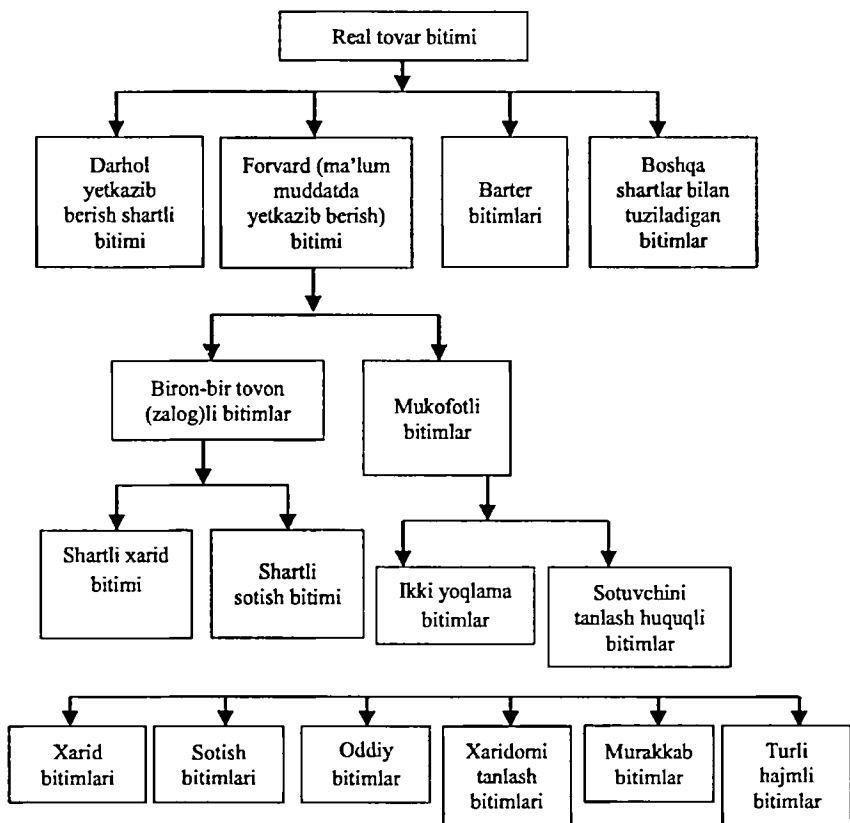 Real tovar bitimi
Darhol
yetkazib
berish shartli
bitimi
Forvard (ma’lum
muddatda
yetkazib berish)
bitimi
Barter
bitimlari
Boshqa
shartlar bilan
tuziladigan
bitimlar
Biron-bir tovon
(zalog)li bitimlar
Mukofotli
bitimlar
Shartli xarid
bitimi
Shartli
sotish bitimi
Ikki yoqlama
bitimlar
Sotuvchini
tanlash huquqli
bitimlar
Xarid
bitimlari
Sotish
bitimlari
Oddiy
bitimlar
Xaridorni
tanlash
bitimlari
Murakkab
bitimlar
Turli
hajmli
bitimlar